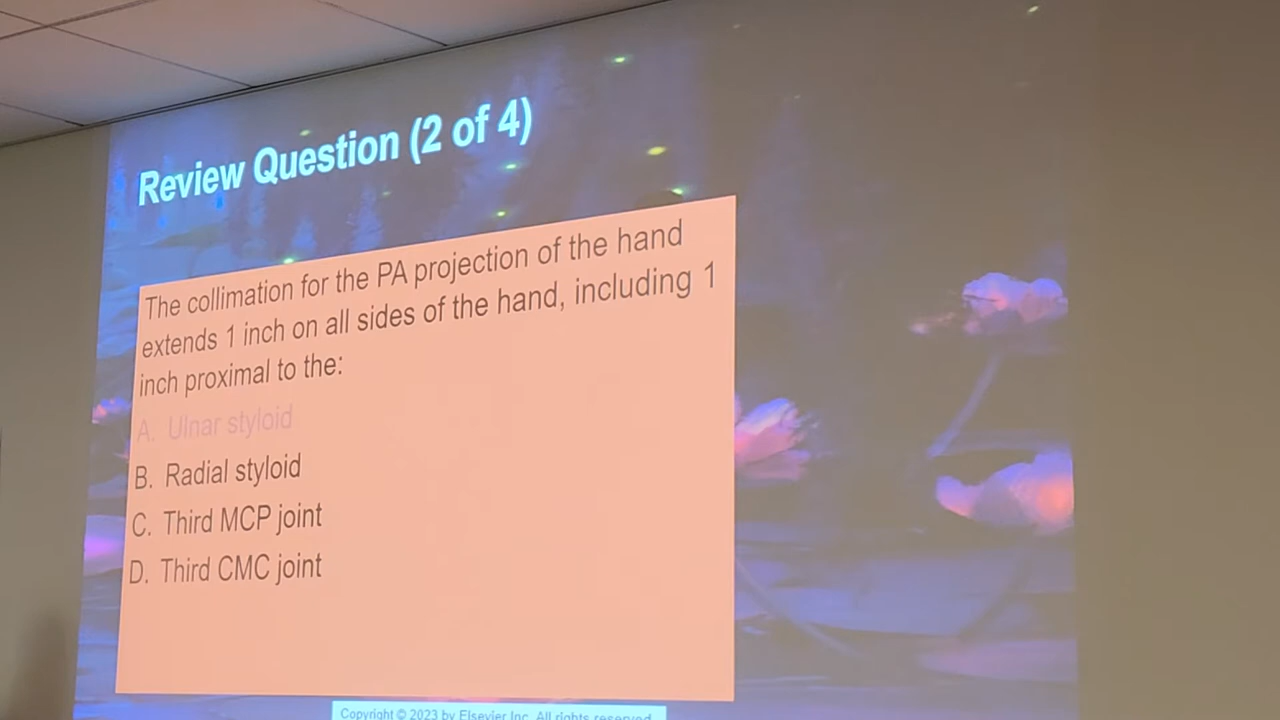 Review Question (2 of 4)
The collimation for the PA projection of the hand
extends 1 inch on all sides of the hand, including 1
inch proximal to the:
A. Ulnar styloid
B. Radial styloid
C. Third MCP joint
D. Third CMC joint
Copyright © 2023 by Elsevier Inc. All rights reserved.